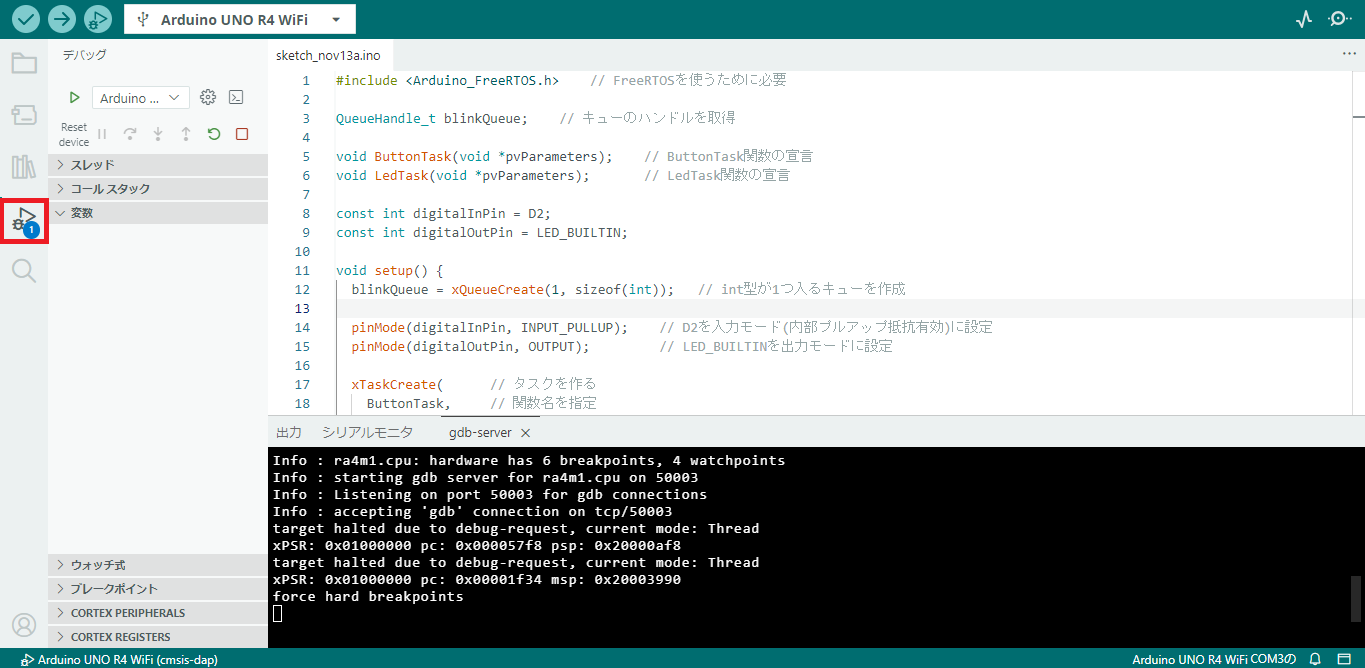 Arduino UNO R4 WiFi
デバッグ
Arduino ...
Reset
device
スレッド
コール スタック
変数
1
ウォッチ式
ブレークポイント
CORTEX PERIPHERALS
CORTEX REGISTERS
sketch_nov13a.ino
1 #include <Arduino_FreeRTOS.h> // FreeRTOSを使うために必要
2
3 QueueHandle_t blinkQueue; // キューのハンドルを取得
4
5 void ButtonTask(void *pvParameters); // ButtonTask関数の宣言
6 void LedTask(void *pvParameters); // LedTask関数の宣言
7
8 const int digitalInPin = D2;
9 const int digitalOutPin = LED_BUILTIN;
10
11 void setup() {
12 blinkQueue = xQueueCreate(1, sizeof(int)); // int型が1つ入るキューを作成
13
14 pinMode(digitalInPin, INPUT_PULLUP); // D2を入力モード(内部プルアップ抵抗有効)に設定
15 pinMode(digitalOutPin, OUTPUT); // LED_BUILTINを出力モードに設定
16
17 xTaskCreate( // タスクを作る
18 ButtonTask, // 関数名を指定
出力 シリアルモニタ gdb-server
Info : ra4m1.cpu: hardware has 6 breakpoints, 4 watchpoints
Info : starting gdb server for ra4m1.cpu on 50003
Info : Listening on port 50003 for gdb connections
Info : accepting 'gdb' connection on tcp/50003
target halted due to debug-request, current mode: Thread
xPSR: 0x01000000 pc: 0x000057f8 psp: 0x20000af8
target halted due to debug-request, current mode: Thread
xPSR: 0x01000000 pc: 0x00001f34 msp: 0x20003990
force hard breakpoints
Arduino UNO R4 WiFi (cmsis-dap)
Arduino UNO R4 WiFi COM3の